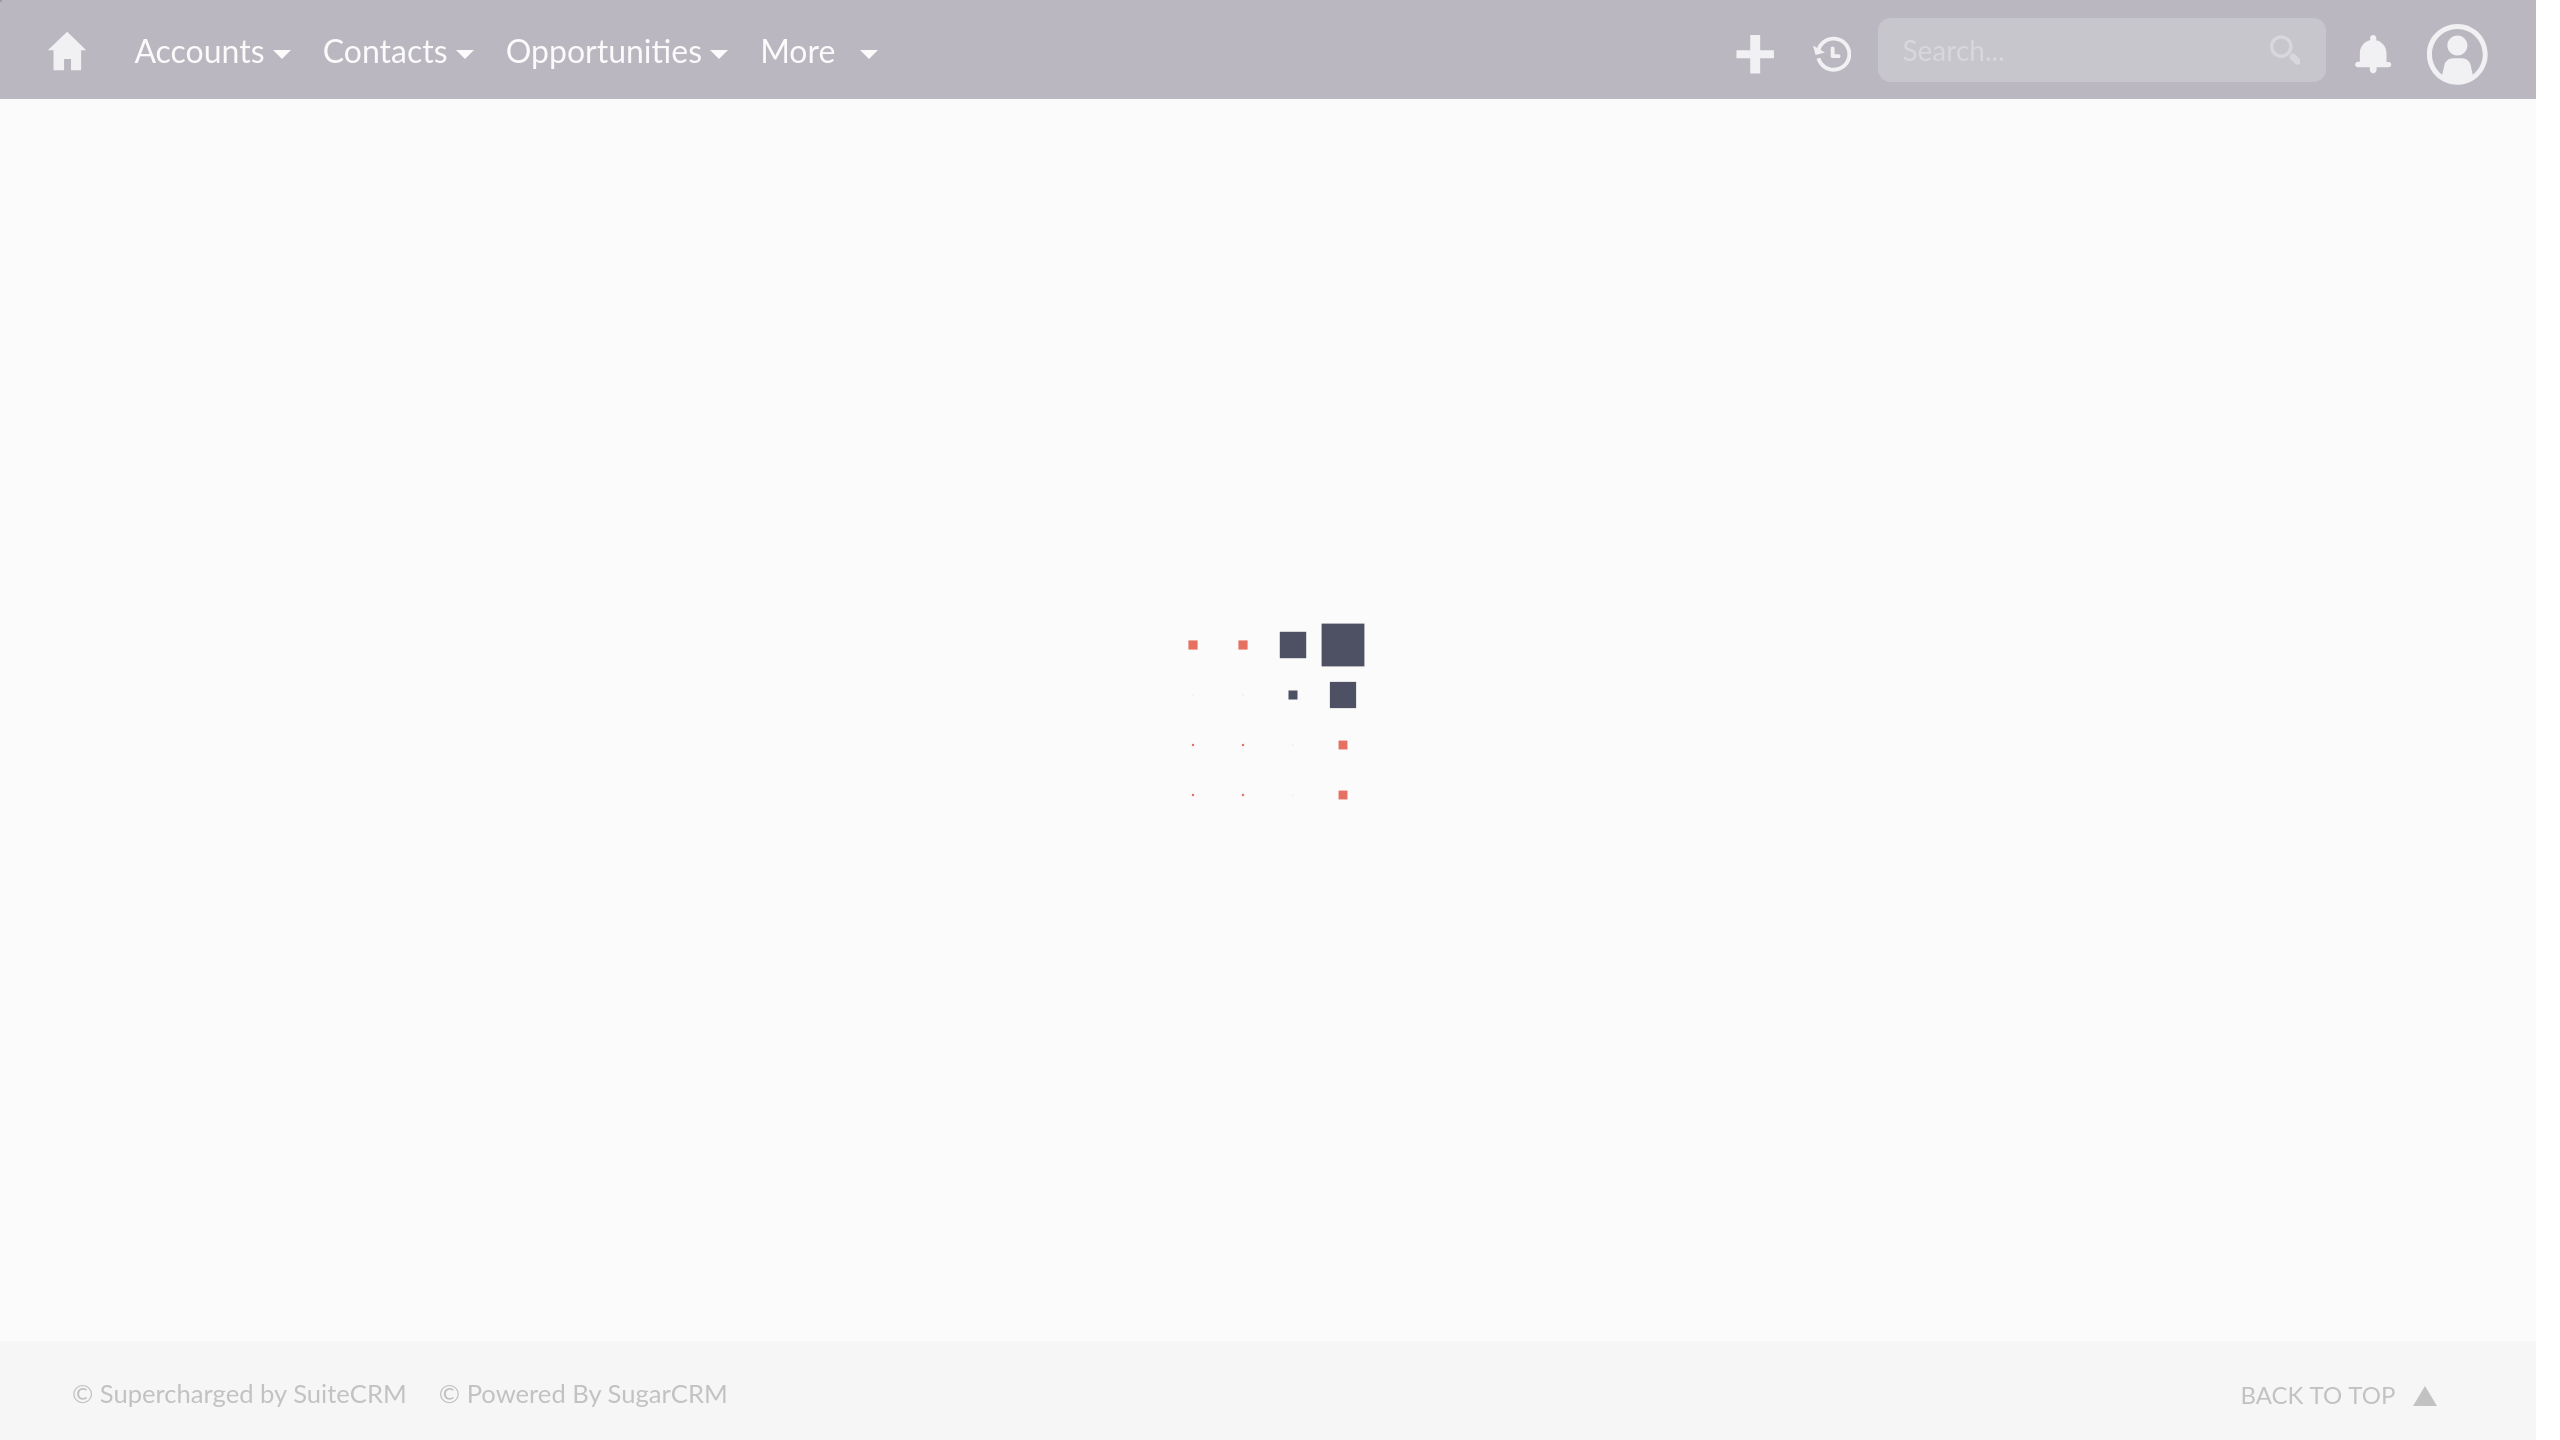 Accounts Contacts Opportunities More Search...
© Supercharged by SuiteCRM © Powered By SugarCRM BACK TO TOP